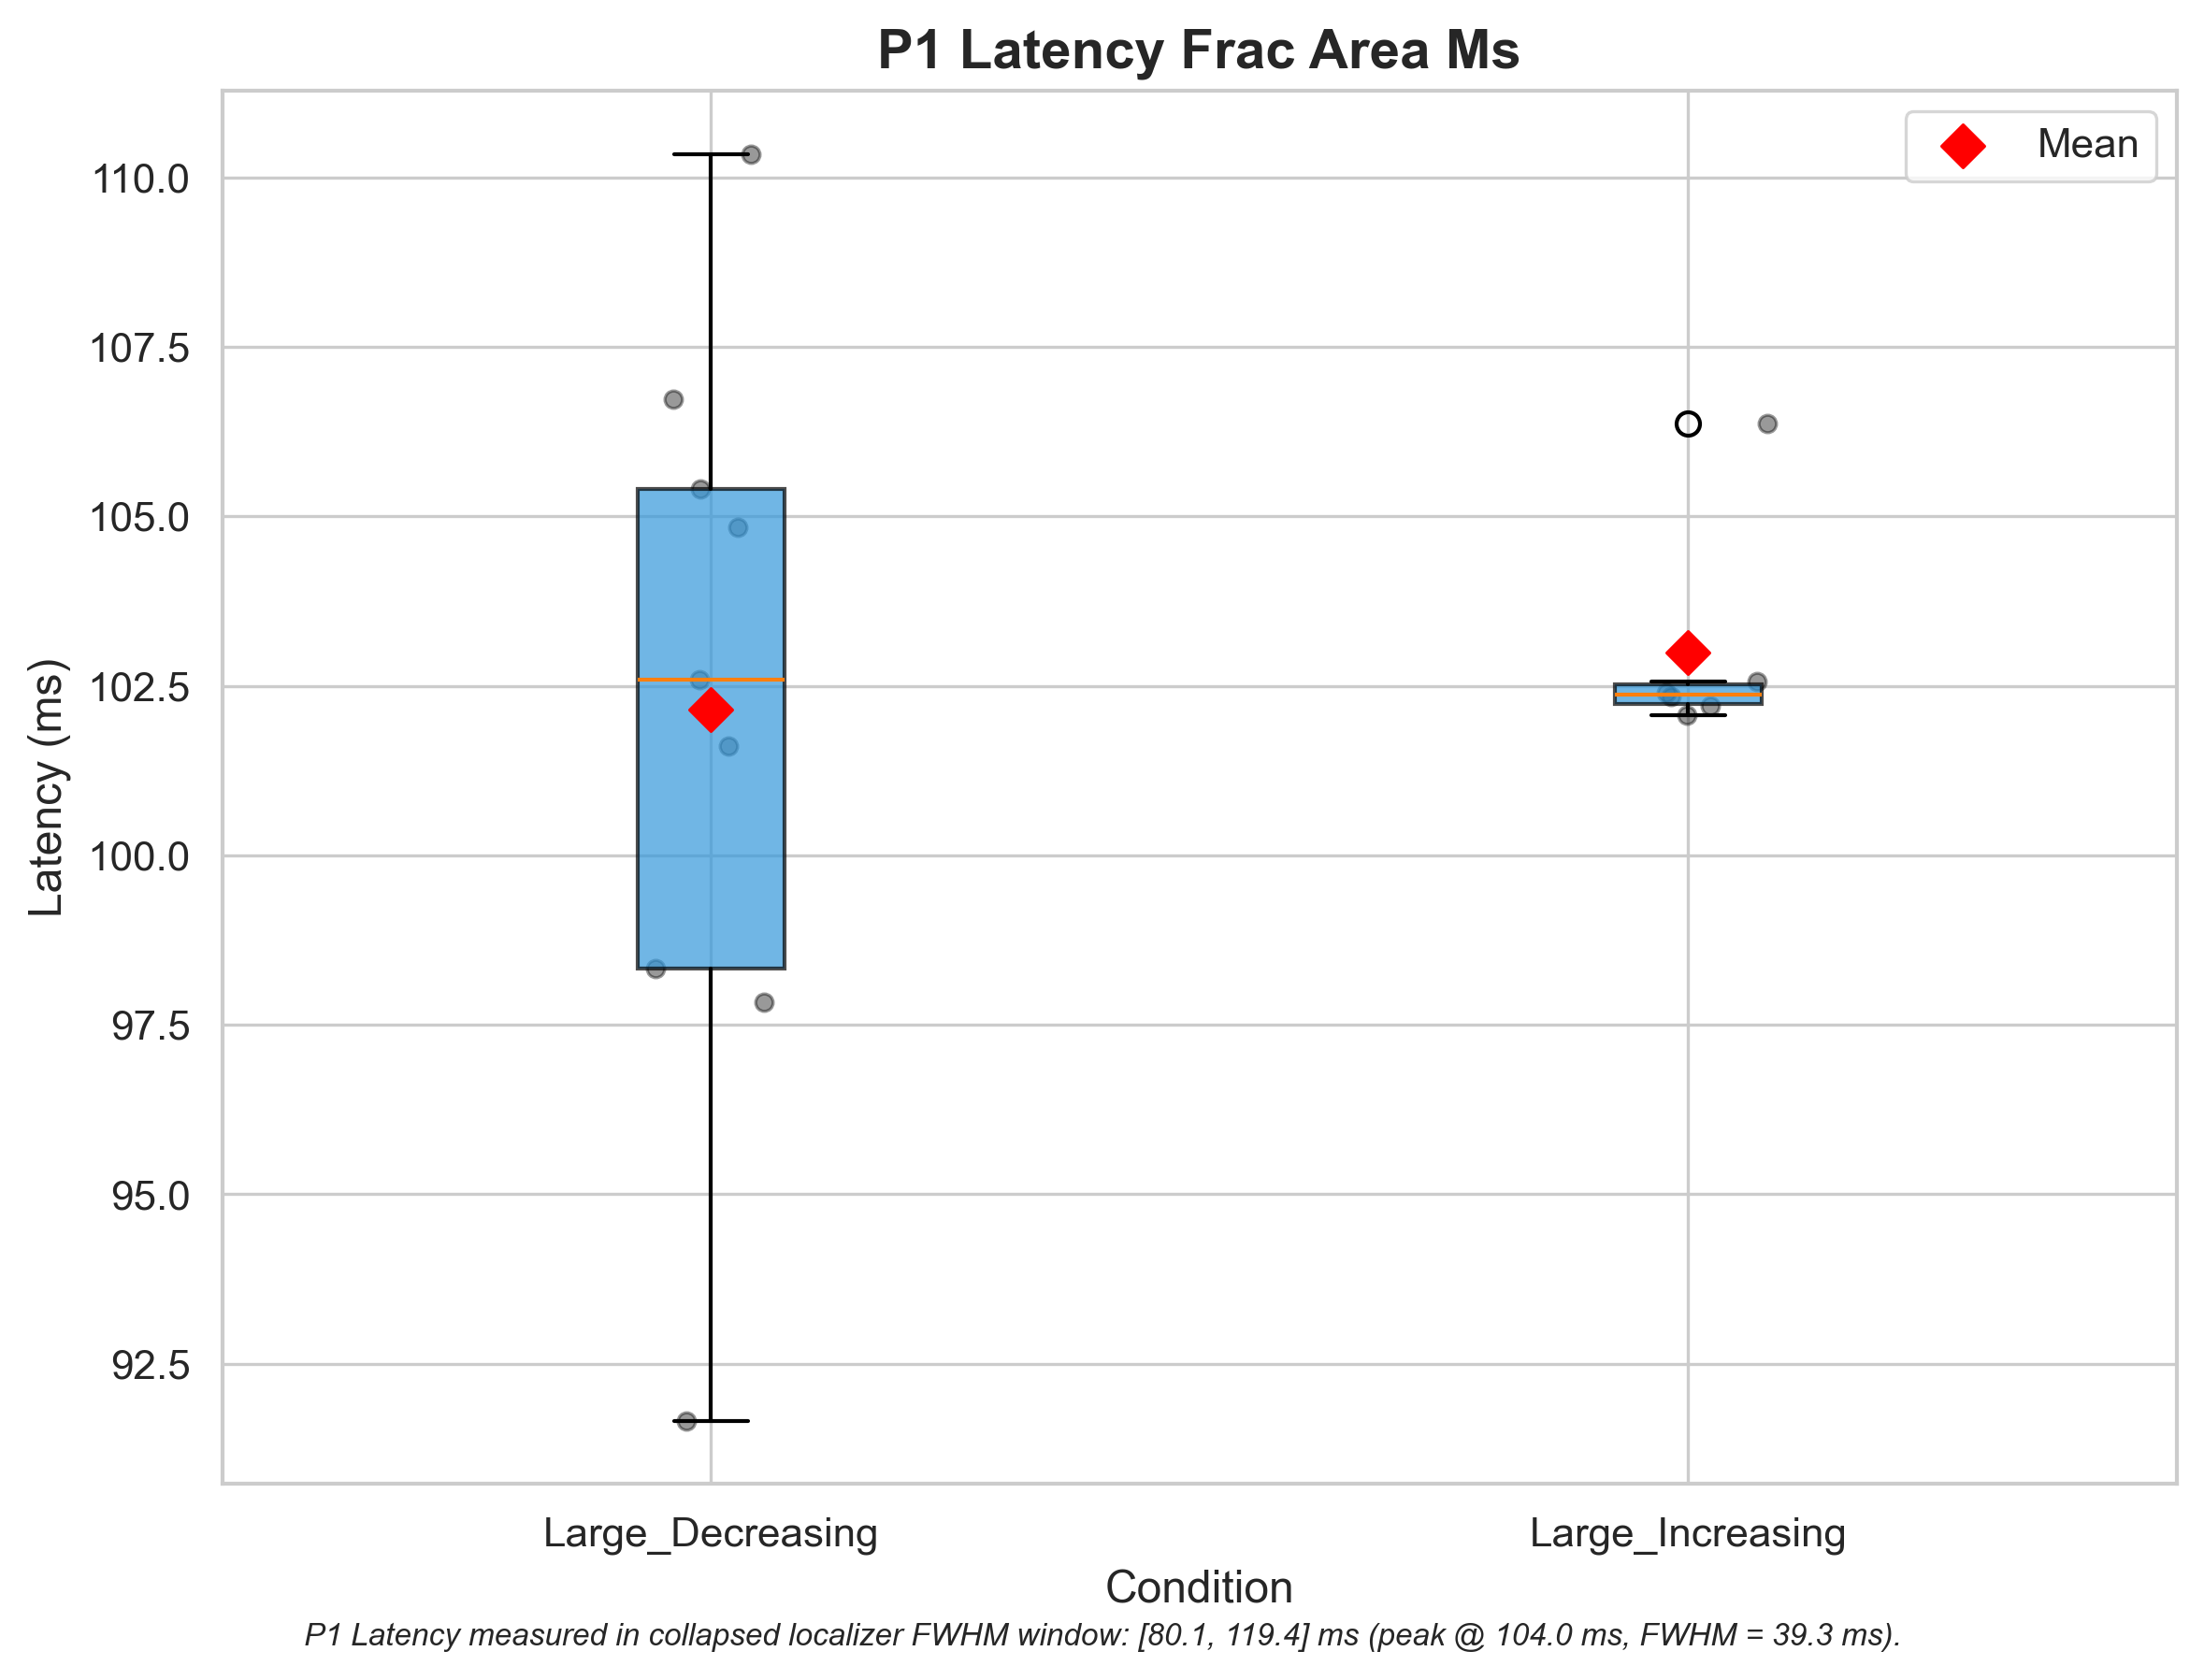 P1 Latency Frac Area Ms
Mean
110.0
107.5
105.0
102.5
100.0
97.5
95.0
92.5
Latency (ms)
Large_Decreasing
Large_Increasing
Condition
P1 Latency measured in collapsed localizer FWHM window: [80.1, 119.4] ms (peak @ 104.0 ms, FWHM = 39.3 ms).